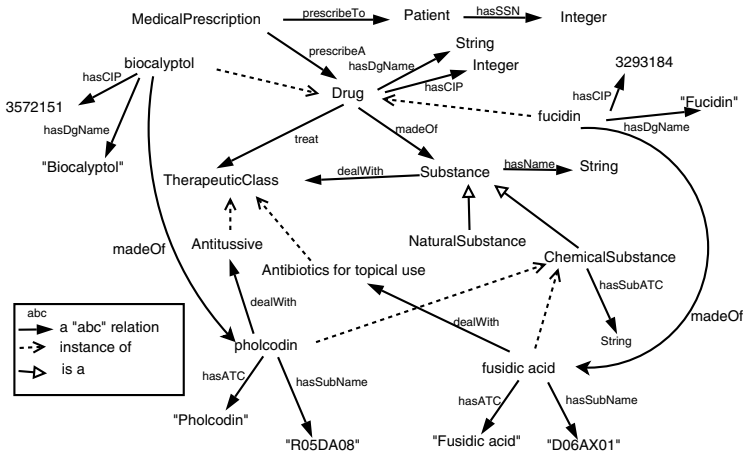 MedicalPrescription
prescribeTo
Patient
hasSSN
Integer
prescribeA
hasDgName
String
Integer
hasCIP
biocalyptol
hasCIP
3572151
hasDgName
"Biocalyptol"
Drug
3293184
hasCIP
fucidin
"Fucidin"
hasDgName
treat
madeOf
TherapeuticClass
dealWith
Substance
hasName
String
madeOf
Antitussive
NaturalSubstance
ChemicalSubstance
Antibiotics for topical use
hasSubATC
String
dealWith
dealWith
madeOf
abc
a "abc" relation
instance of
is a
pholcodin
fusidic acid
hasATC
hasSubName
"Pholcodin"
"R05DA08"
hasATC
hasSubName
"Fusidic acid"
"D06AX01"